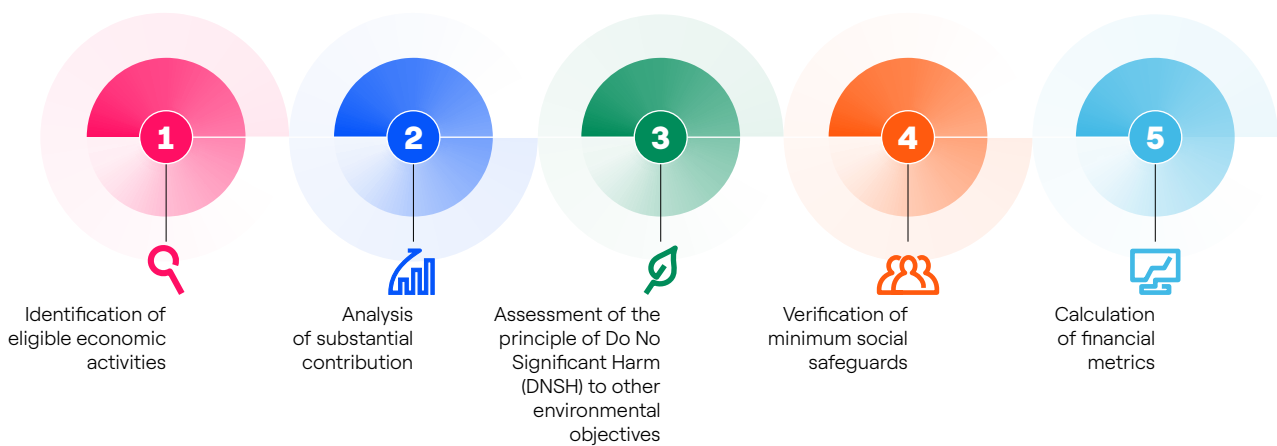 1
2
3
4
5
Identification of
eligible economic
activities
Analysis
of substantial
contribution
Assessment of the
principle of Do No
Significant Harm
(DNSH) to other
environmental
objectives
Verification of
minimum social
safeguards
Calculation
of financial
metrics